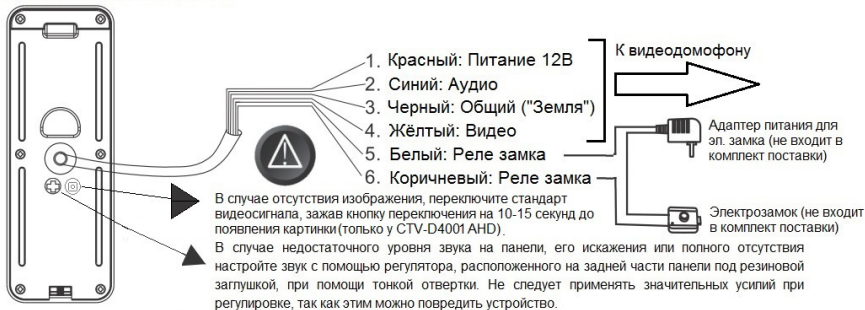 1. Красный: Питание 12В
2. Синий: Аудио
3. Черный: Общий ("Земля")
4. Жёлтый: Видео
5. Белый: Реле замка
6. Коричневый: Реле замка
К видеодомофону
Адаптер питания для
эл. замка (не входит в
комплект поставки)
Электрозамок (не входит
в комплект поставки)
В случае отсутствия изображения, переключите стандарт
видеосигнала, зажав кнопку переключения на 10-15 секунд до
появления картинки (только у CTV-D4001 AHD).
В случае недостаточного уровня звука на панели, его искажения или полного отсутствия
настройте звук с помощью регулятора, расположенного на задней части панели под резиновой
заглушкой, при помощи тонкой отвертки. Не следует применять значительных усилий при
регулировке, так как этим можно повредить устройство.